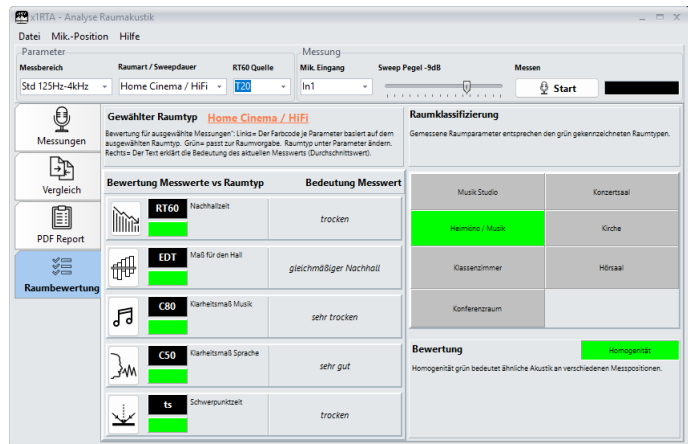 x1RTA - Analyse Raumakustik
Datei Mik.-Position Hilfe
Parameter
Messung
Messbereich
Raumart / Sweepdauer
RT60 Quelle
Mik. Eingang
Sweep Pegel -9dB
Messen
Std 125Hz-4kHz
Home Cinema / HiFi
T20
In1
Start
Messungen
Vergleich
PDF Report
Raumbewertung
Gewählter Raumtyp Home Cinema / HiFi
Bewertung für ausgewählte Messungen": Links= Der Farbcode je Parameter basiert auf dem
ausgewählten Raumtyp. Grün= passt zur Raumvorgabe. Raumtyp unter Parameter ändern.
Rechts= Der Text erklärt die Bedeutung des aktuellen Messwerts (Durchschnittswert).
Bewertung Messwerte vs Raumtyp
Bedeutung Messwert
RT60 Nachhallzeit
trocken
EDT Maß für den Hall
gleichmäßiger Nachhall
C80 Klarheitsmaß Musik
sehr trocken
C50 Klarheitsmaß Sprache
sehr gut
ts Schwerpunktzeit
trocken
Raumklassifizierung
Gemessene Raumparameter entsprechen den grün gekennzeichneten Raumtypen.
Musik Studio
Konzertsaal
Heimkino / Musik
Kirche
Klassenzimmer
Hörsaal
Konferenzraum
Bewertung
Homogenität
Homogenität grün bedeutet ähnliche Akustik an verschiedenen Messpositionen.